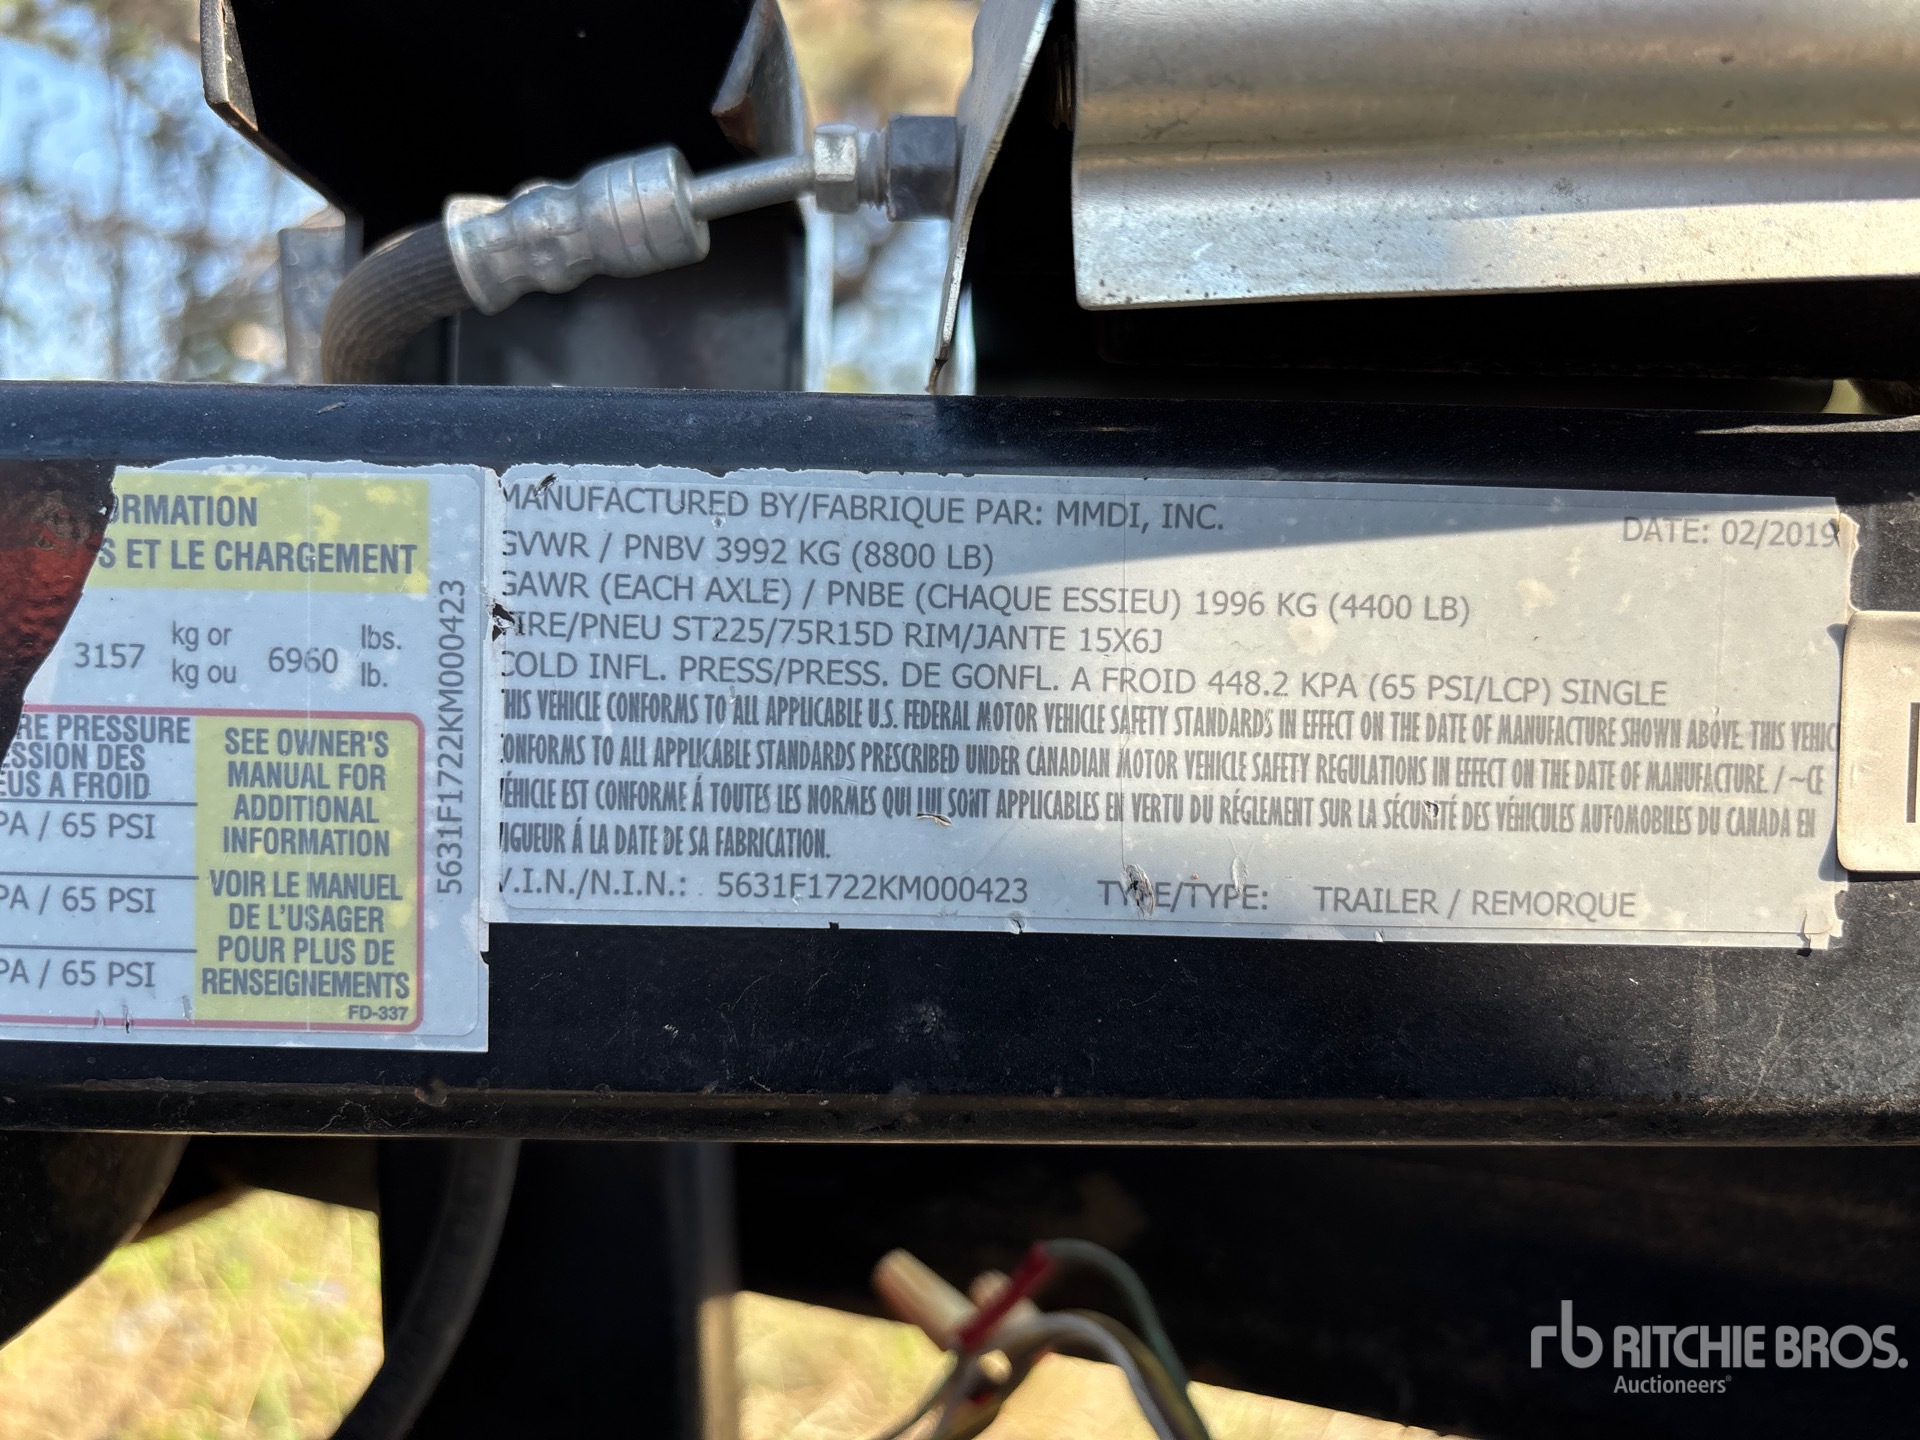 ORMATION
S ET LE CHARGEMENT
3157 kg or 6960 lbs.
kg ou lb.
RE PRESSURE
ESSION DES
EUS A FROID
PA / 65 PSI
PA / 65 PSI
PA / 65 PSI
SEE OWNER'S
MANUAL FOR
ADDITIONAL
INFORMATION
VOIR LE MANUEL
DE L'USAGER
POUR PLUS DE
RENSEIGNEMENTS
FD-337
5631F1722KM000423
MANUFACTURED BY/FABRIQUE PAR: MMDI, INC.
DATE: 02/2019
GVWR / PNBV 3992 KG (8800 LB)
GAWR (EACH AXLE) / PNBE (CHAQUE ESSIEU) 1996 KG (4400 LB)
TIRE/PNEU ST225/75R15D RIM/JANTE 15X6J
COLD INFL. PRESS/PRESS. DE GONFL. A FROID 448.2 KPA (65 PSI/LCP) SINGLE
THIS VEHICLE CONFORMS TO ALL APPLICABLE U.S. FEDERAL MOTOR VEHICLE SAFETY STANDARDS IN EFFECT ON THE DATE OF MANUFACTURE SHOWN ABOVE. THIS VEHIC
CONFORMS TO ALL APPLICABLE STANDARDS PRESCRIBED UNDER CANADIAN MOTOR VEHICLE SAFETY REGULATIONS IN EFFECT ON THE DATE OF MANUFACTURE. / ~CE
VÉHICLE EST CONFORME Á TOUTES LES NORMES QUI LUI SONT APPLICABLES EN VERTU DU RÉGLEMENT SUR LA SÉCURITÉ DES VÉHICULES AUTOMOBILES DU CANADA EN
VIGUEUR Á LA DATE DE SA FABRICATION.
V.I.N./N.I.N.: 5631F1722KM000423 TYPE/TYPE: TRAILER / REMORQUE
rb RITCHIE BROS.
Auctioneers